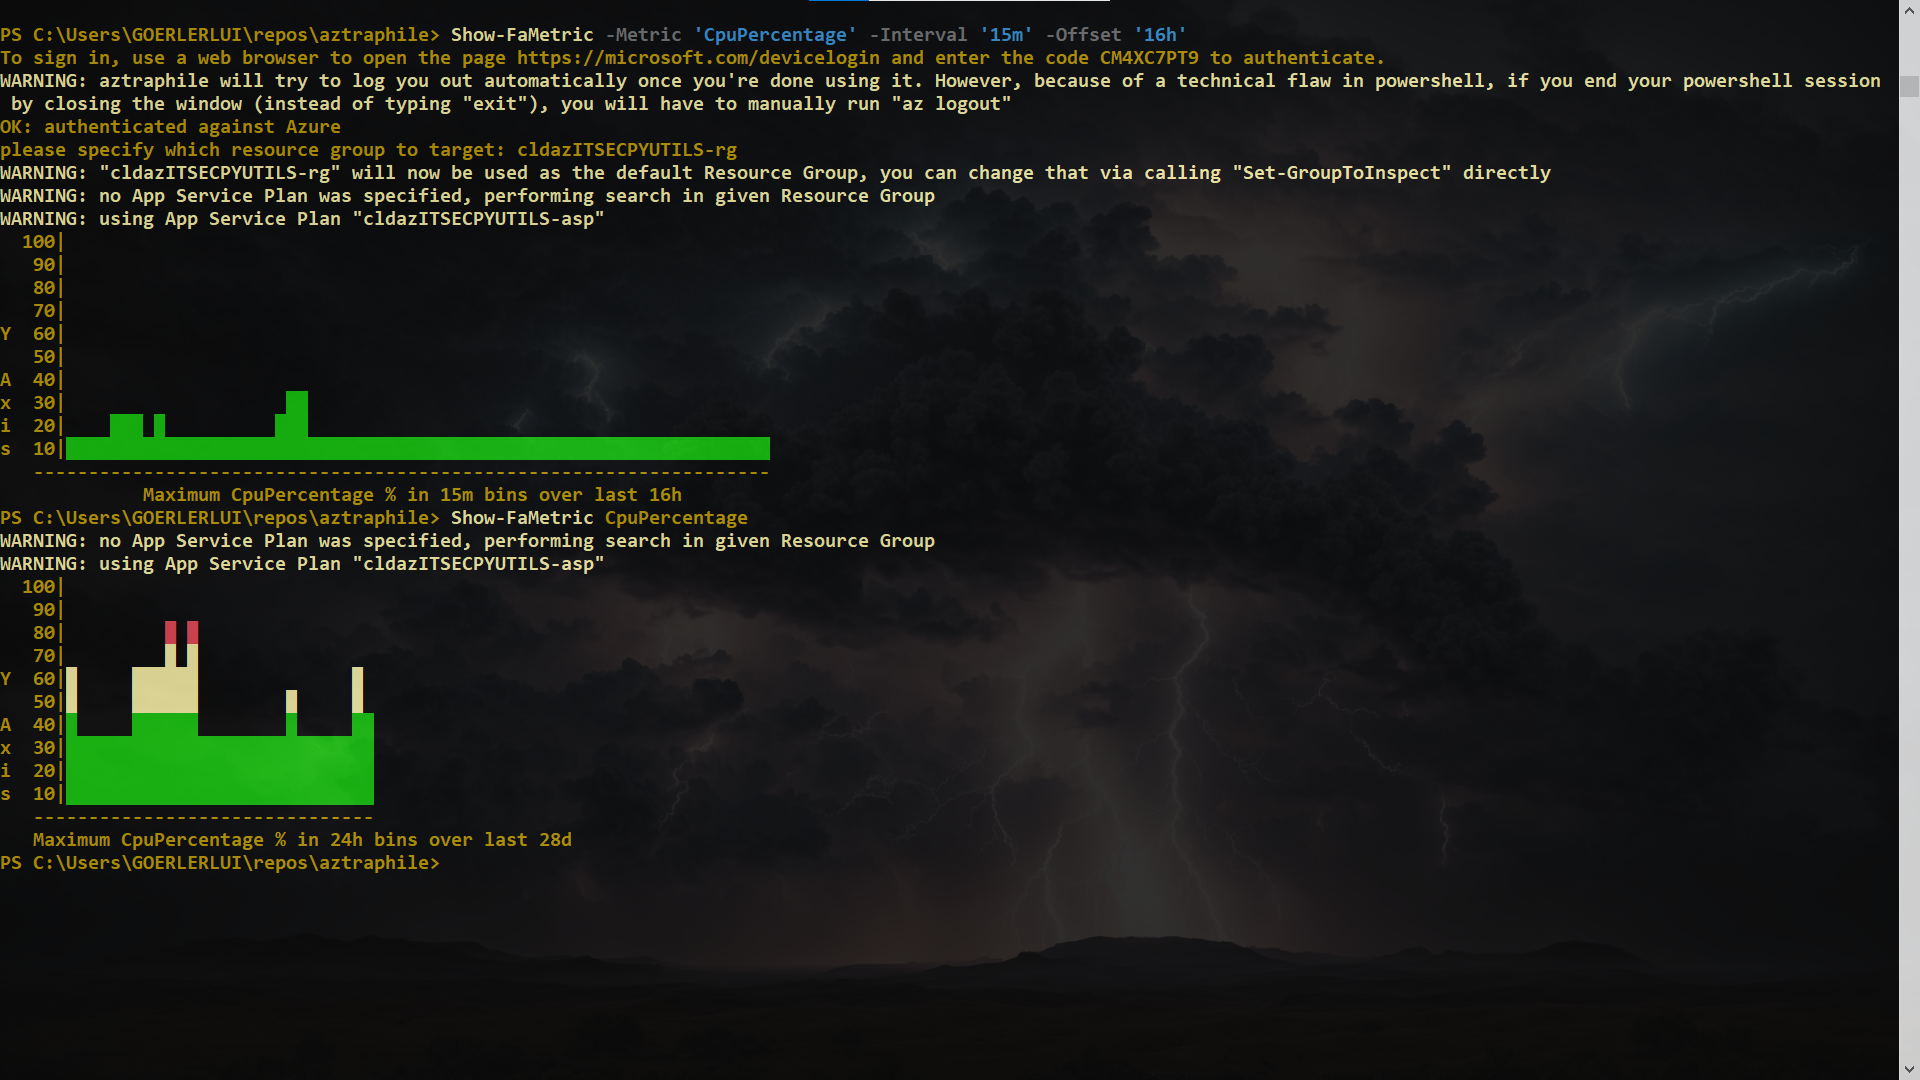 PS C:\Users\GOERLERLUI\repos\aztraphile> Show-FaMetric -Metric 'CpuPercentage' -Interval '15m' -Offset '16h'
To sign in, use a web browser to open the page https://microsoft.com/devicelogin and enter the code CM4XC7PT9 to authenticate.
WARNING: aztraphile will try to log you out automatically once you're done using it. However, because of a technical flaw in powershell, if you end your powershell session
 by closing the window (instead of typing "exit"), you will have to manually run "az logout"
OK: authenticated against Azure
please specify which resource group to target: cldazITSECPYUTILS-rg
WARNING: "cldazITSECPYUTILS-rg" will now be used as the default Resource Group, you can change that via calling "Set-GroupToInspect" directly
WARNING: no App Service Plan was specified, performing search in given Resource Group
WARNING: using App Service Plan "cldazITSECPYUTILS-asp"
  100|
   90|
   80|
   70|
Y  60|
   50|
A  40|
x  30|
i  20|
s  10|
   -------------------------------------------------------------------
             Maximum CpuPercentage % in 15m bins over last 16h
PS C:\Users\GOERLERLUI\repos\aztraphile> Show-FaMetric CpuPercentage
WARNING: no App Service Plan was specified, performing search in given Resource Group
WARNING: using App Service Plan "cldazITSECPYUTILS-asp"
  100|
   90|
   80|
   70|
Y  60|
   50|
A  40|
x  30|
i  20|
s  10|
   -------------------------------
   Maximum CpuPercentage % in 24h bins over last 28d
PS C:\Users\GOERLERLUI\repos\aztraphile>